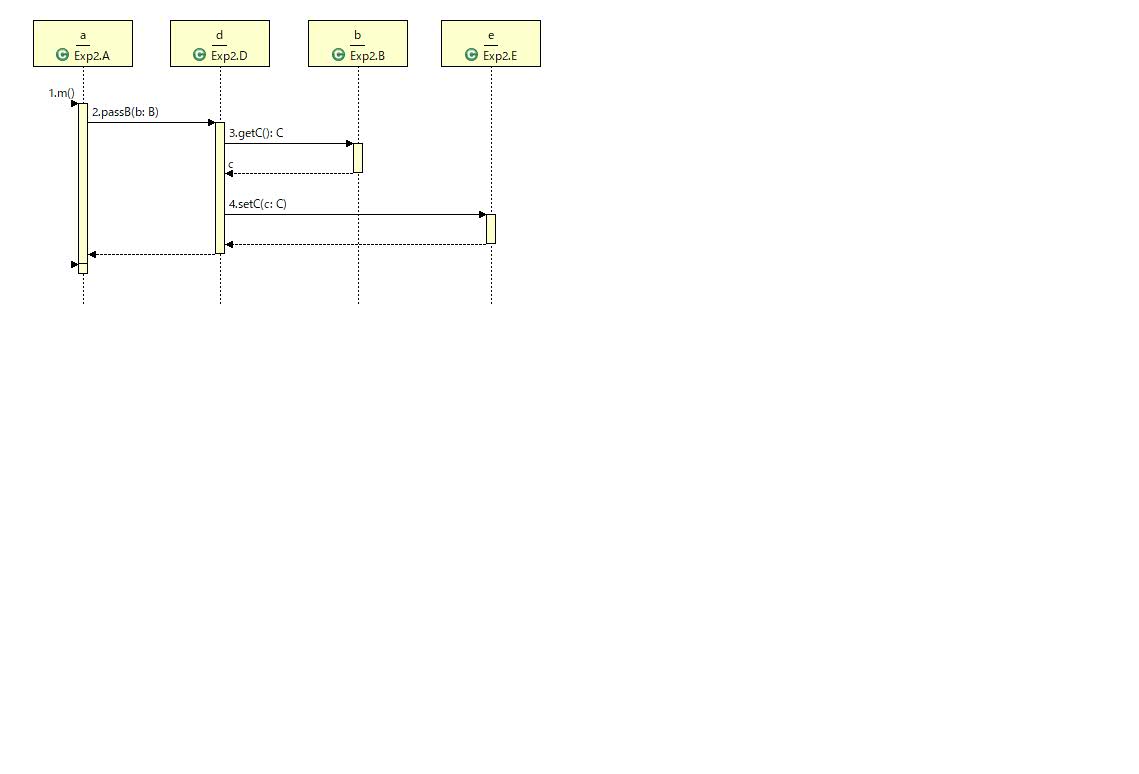 a
C Exp2.A
d
C Exp2.D
b
C Exp2.B
e
C Exp2.E
1.m()
2.passB(b: B)
3.getC(): C
c
4.setC(c: C)